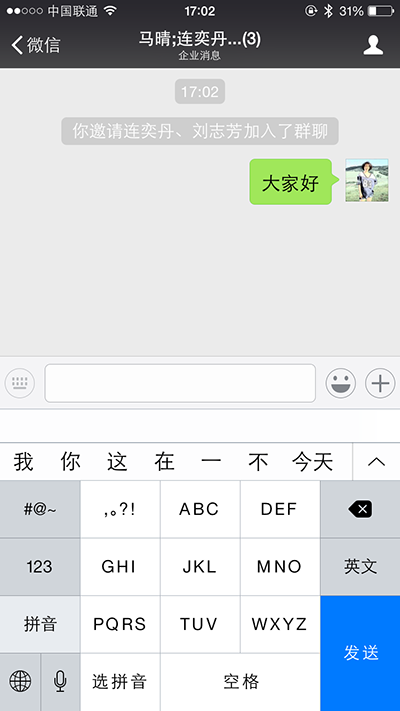 中国联通 17:02 31%
微信 马晴;连奕丹...(3)
企业消息
17:02
你邀请连奕丹、刘志芳加入了群聊
大家好
我 你 这 在 一 不 今天
#@~ ,。?! ABC DEF
123 GHI JKL MNO 英文
拼音 PQRS TUV WXYZ 发送
选拼音 空格